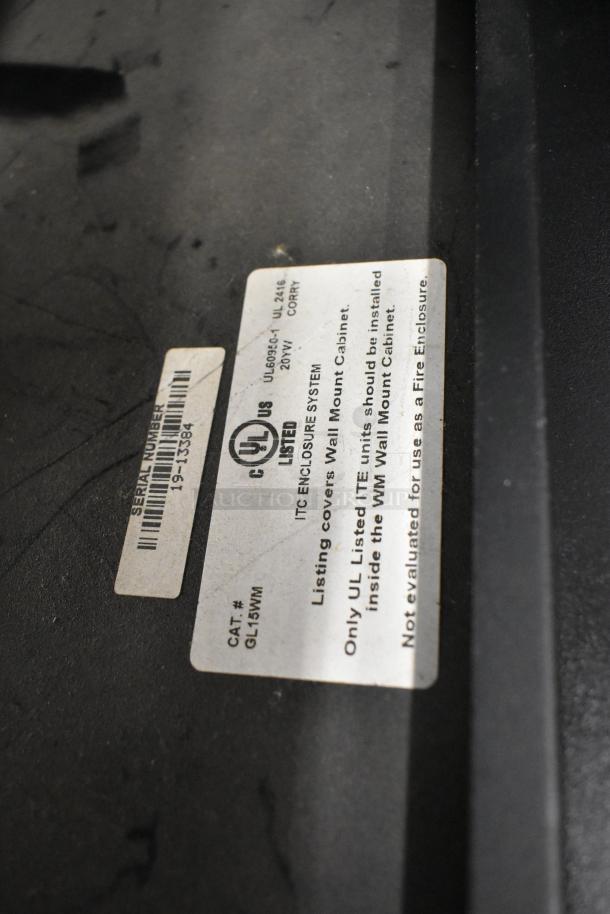 SERIAL NUMBER
19-13384
CAT. #
GL15WM
C UL US
LISTED
UL60950-1 UL 2416
20YV/ CORRY
ITC ENCLOSURE SYSTEM
Listing covers Wall Mount Cabinet.
Only UL Listed ITE units should be installed
inside the WM Wall Mount Cabinet.
Not evaluated for use as a Fire Enclosure.
AUCTION GROUP